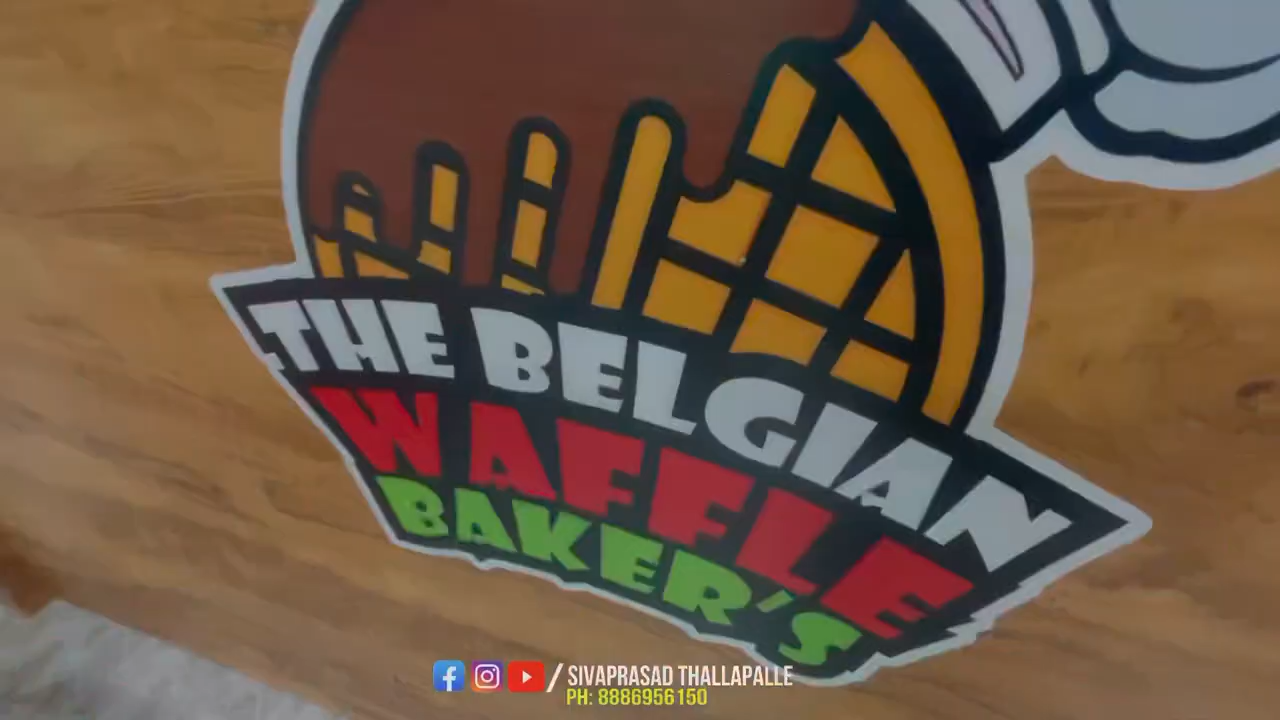 THE BELGIAN
WAFFLE
BAKER'S
/ SIVAPRASAD THALLAPALLE
PH: 8886956150